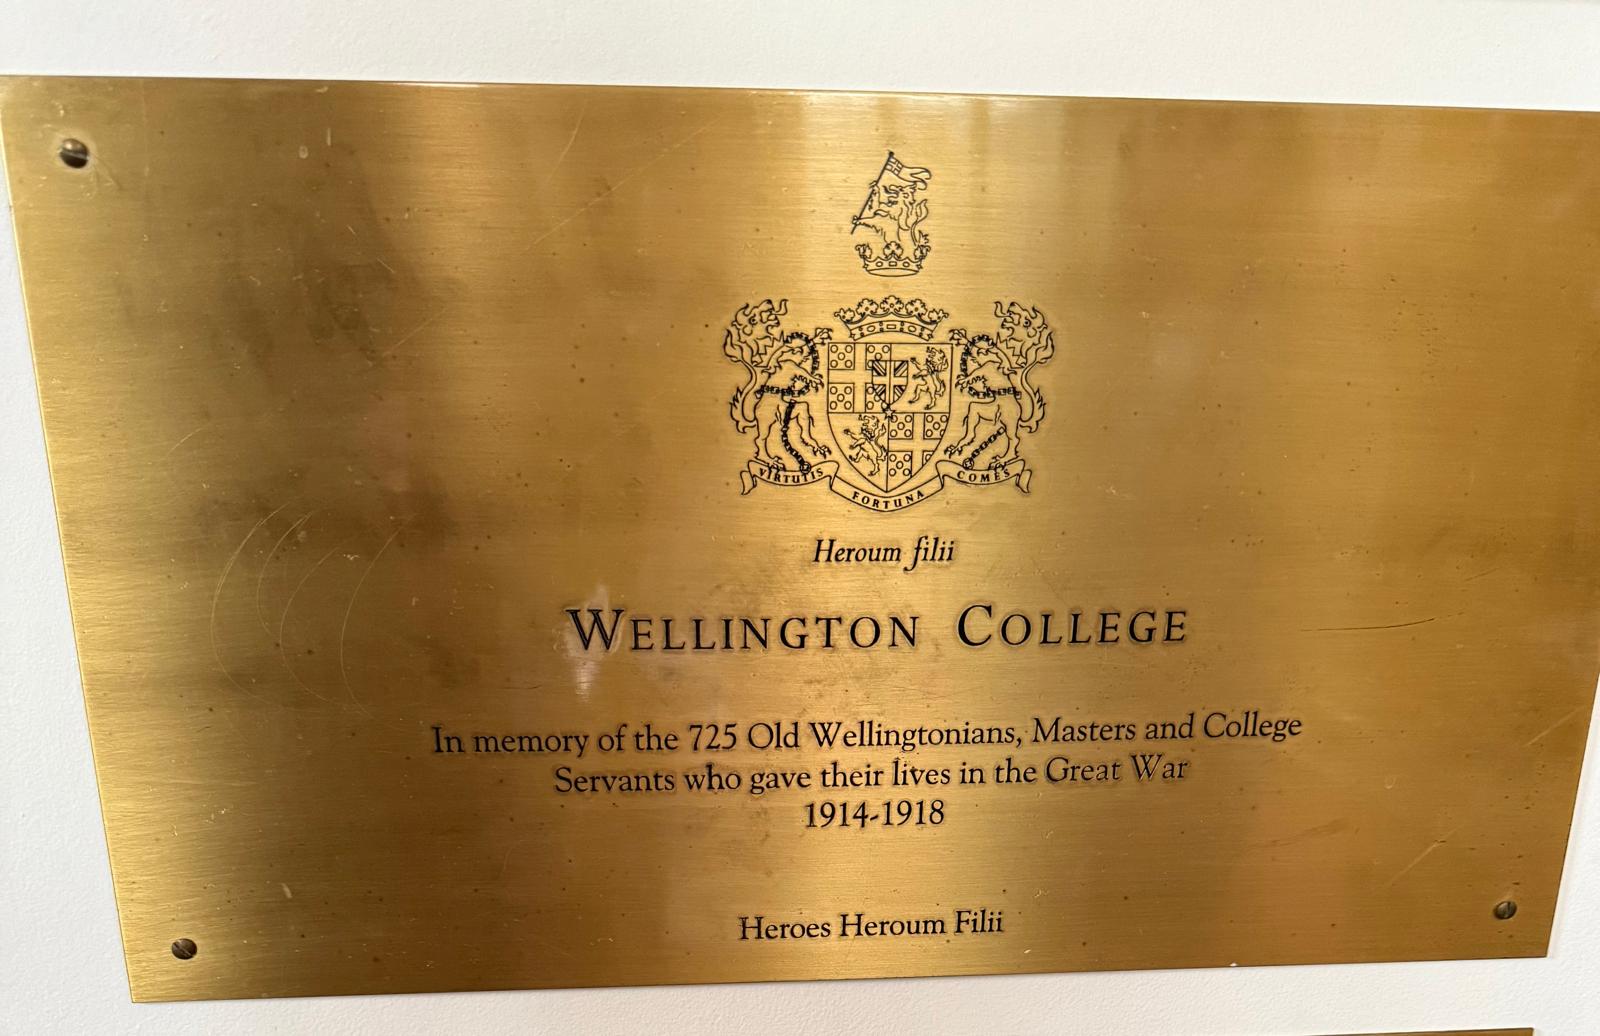 VIRTUTIS FORTUNA COMES
Heroum filii
WELLINGTON COLLEGE
In memory of the 725 Old Wellingtonians, Masters and College
Servants who gave their lives in the Great War
1914-1918
Heroes Heroum Filii